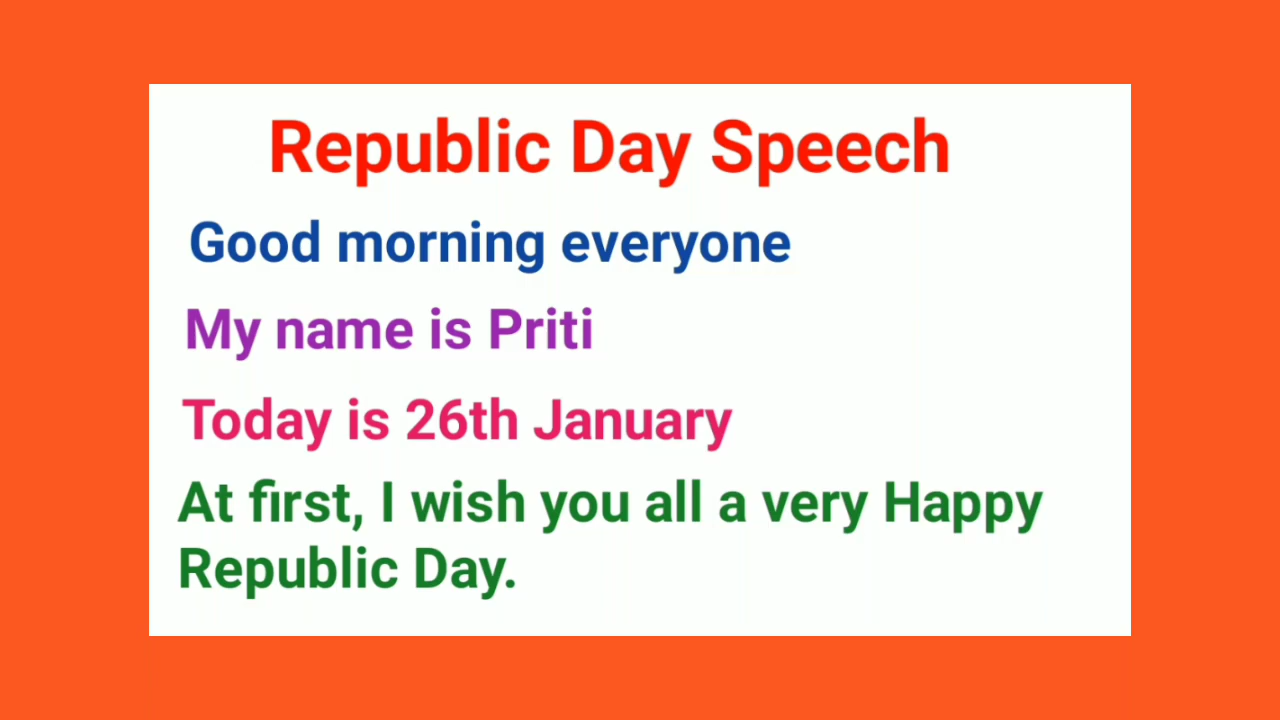 Republic Day Speech
Good morning everyone
My name is Priti
Today is 26th January
At first, I wish you all a very Happy
Republic Day.